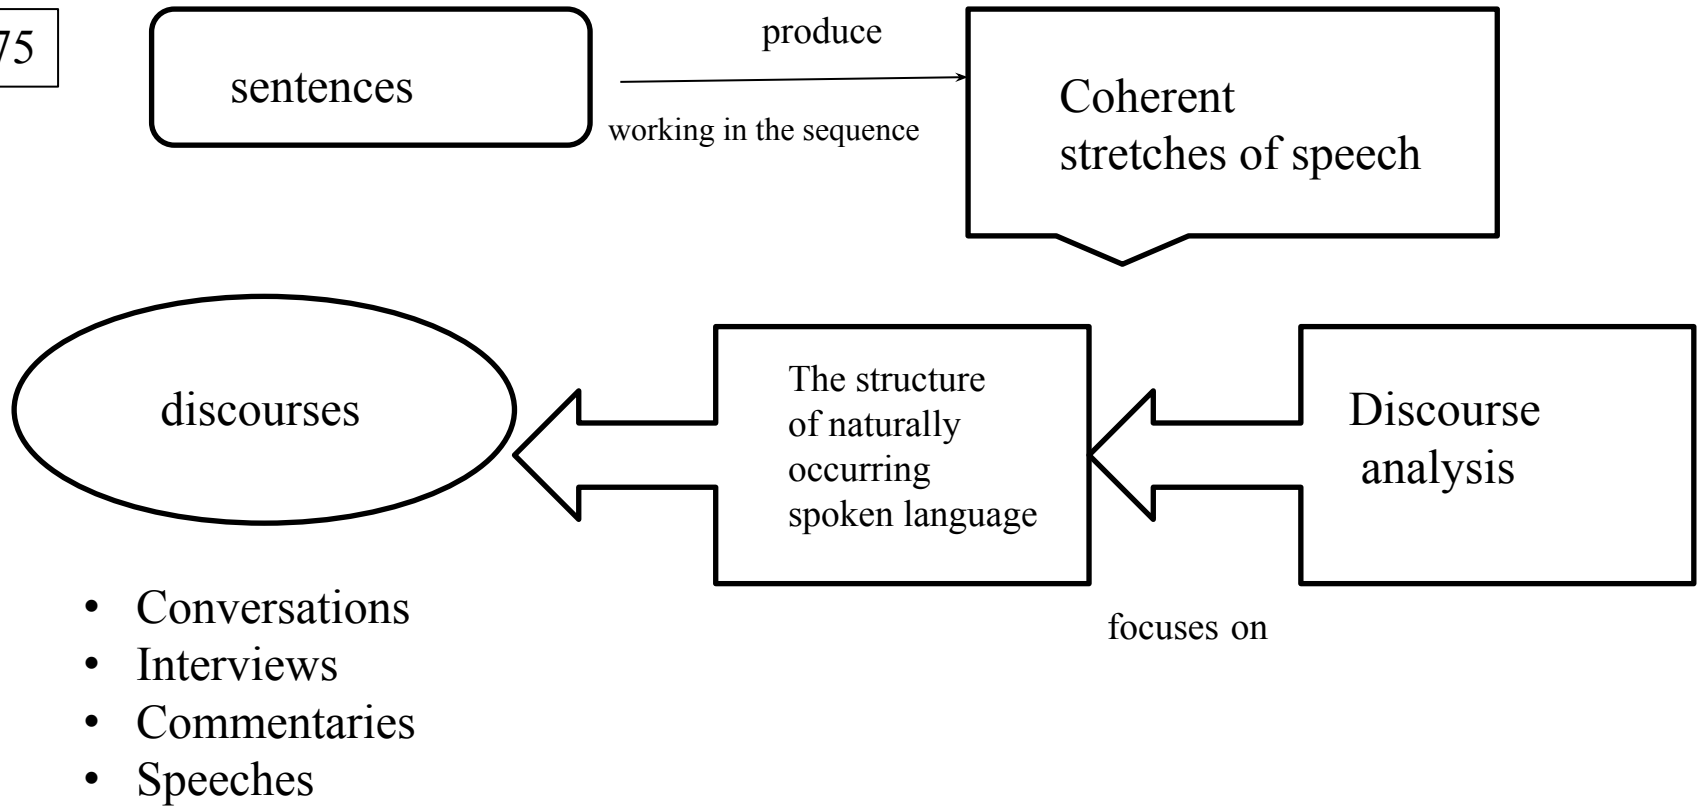 75
sentences
produce
working in the sequence
Coherent
stretches of speech
discourses
The structure
of naturally
occurring
spoken language
Discourse
analysis
focuses on
• Conversations
• Interviews
• Commentaries
• Speeches